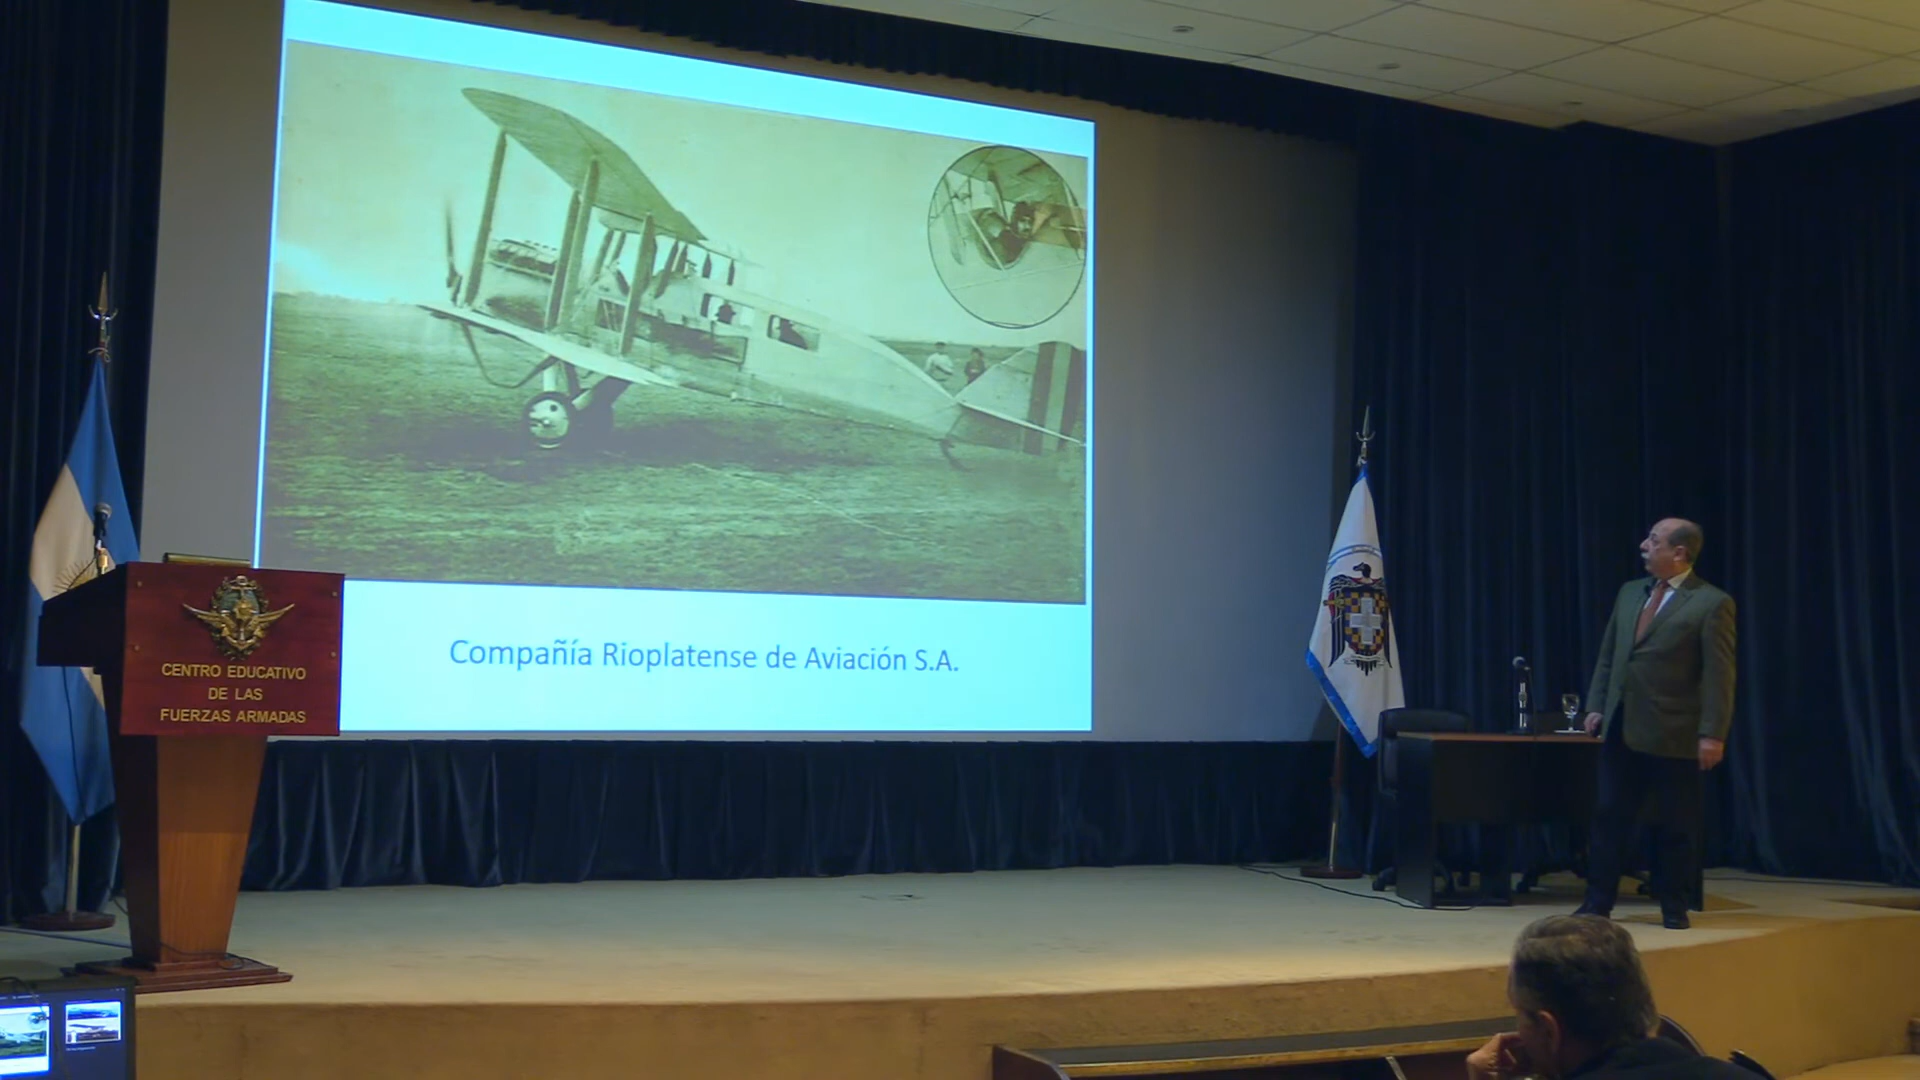 Compañía Rioplatense de Aviación S.A.
CENTRO EDUCATIVO
DE LAS
FUERZAS ARMADAS